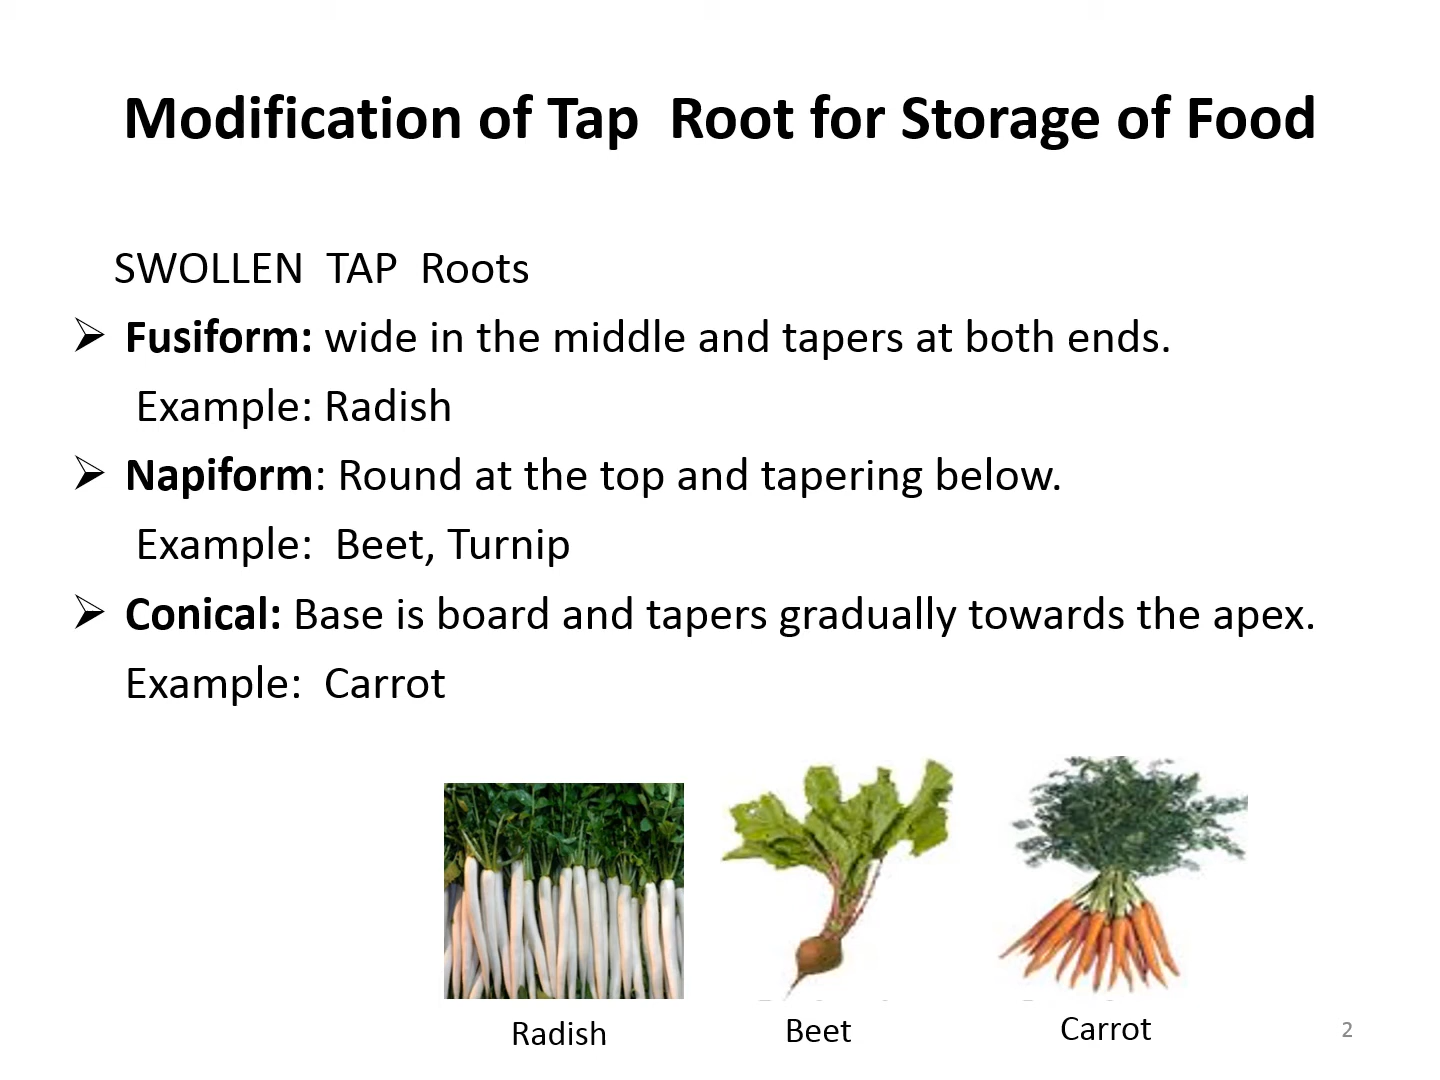 Modification of Tap Root for Storage of Food
SWOLLEN TAP Roots
➢ Fusiform: wide in the middle and tapers at both ends.
Example: Radish
➢ Napiform: Round at the top and tapering below.
Example: Beet, Turnip
➢ Conical: Base is board and tapers gradually towards the apex.
Example: Carrot
Radish
Beet
Carrot
2